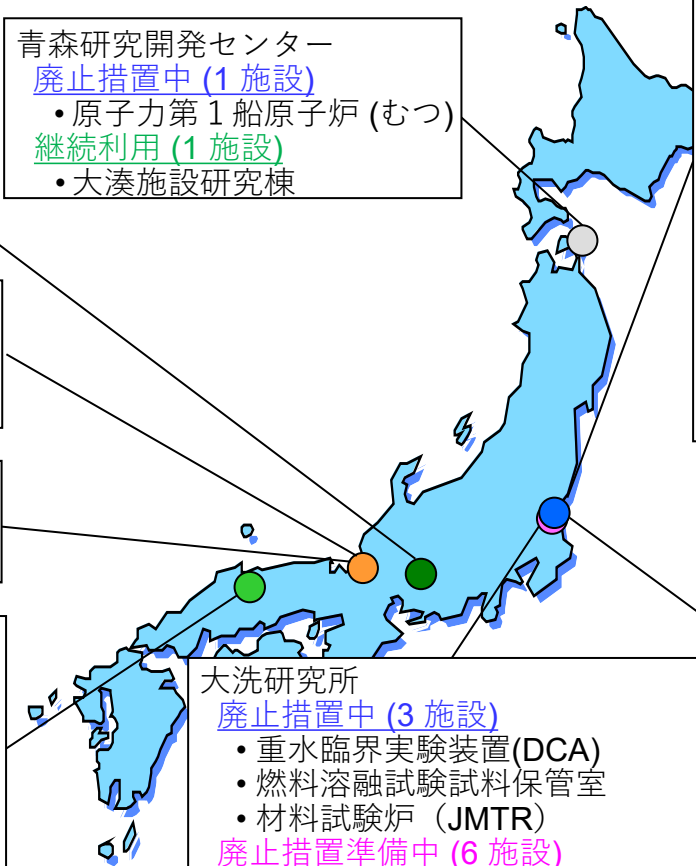 青森研究開発センター
廃止措置中 (1 施設)
• 原子力第１船原子炉 (むつ)
継続利用 (1 施設)
• 大湊施設研究棟
大洗研究所
廃止措置中 (3 施設)
• 重水臨界実験装置(DCA)
• 燃料溶融試験試料保管室
• 材料試験炉（JMTR）
廃止措置準備中 (6 施設)